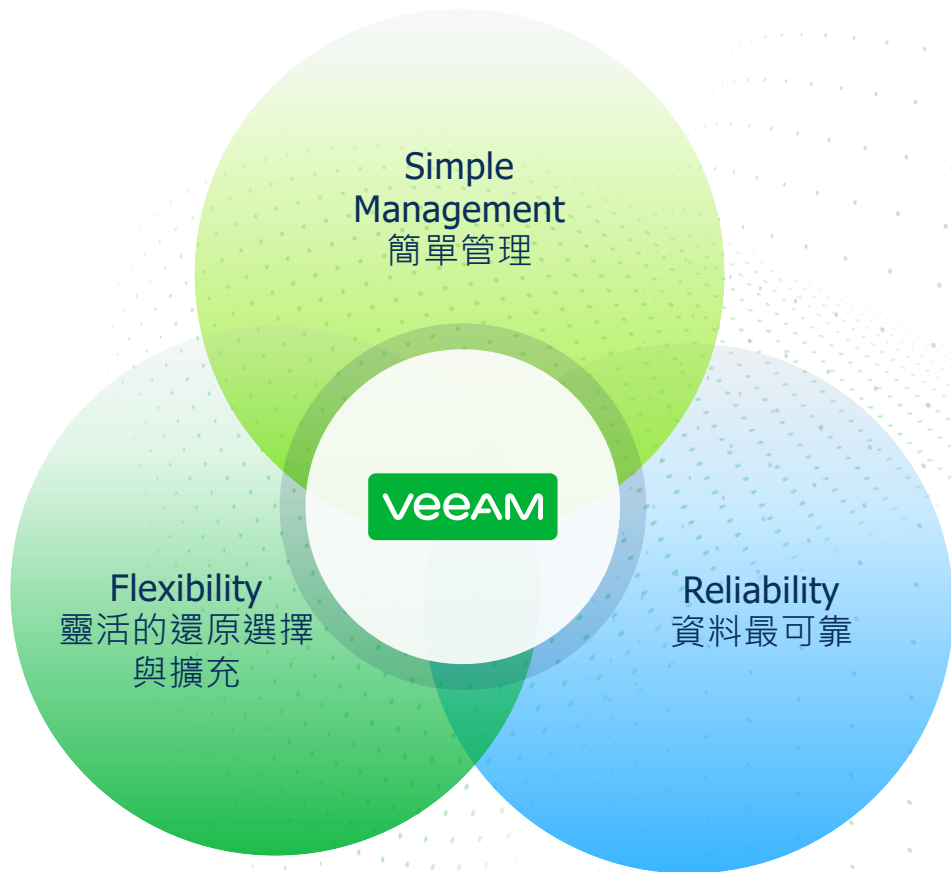 Simple
Management
簡單管理
veeam
Flexibility
靈活的還原選擇
與擴充
Reliability
資料最可靠